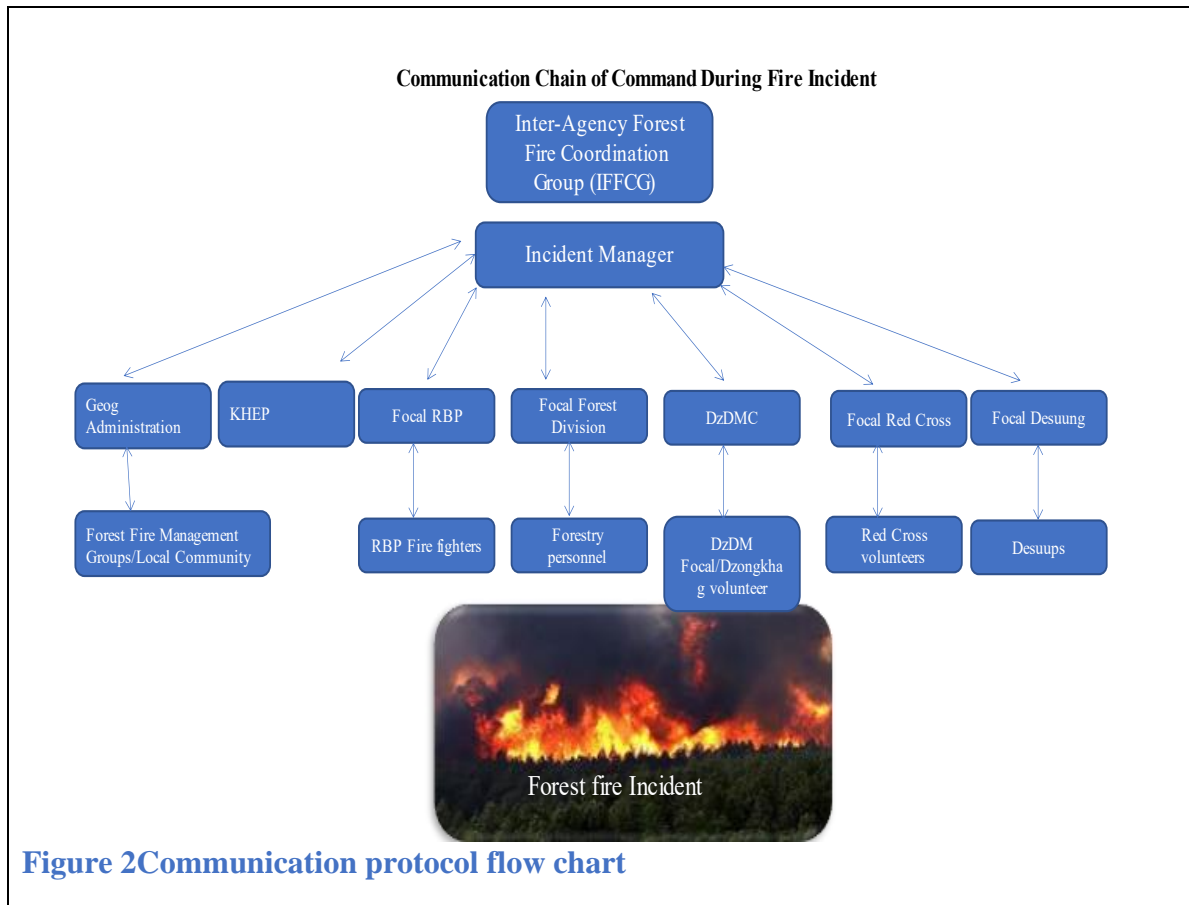 Communication Chain of Command During Fire Incident
Inter-Agency Forest
Fire Coordination
Group (IFFCG)
Incident Manager
Geog
Administration
KHEP
Focal RBP
Focal Forest
Division
DzDMC
Focal Red Cross
Focal Desuung
Forest Fire Management
Groups/Local Community
RBP Fire fighters
Forestry
personnel
DzDM
Focal/Dzongkha
g volunteer
Red Cross
volunteers
Desuups
Forest fire Incident
Figure 2Communication protocol flow chart